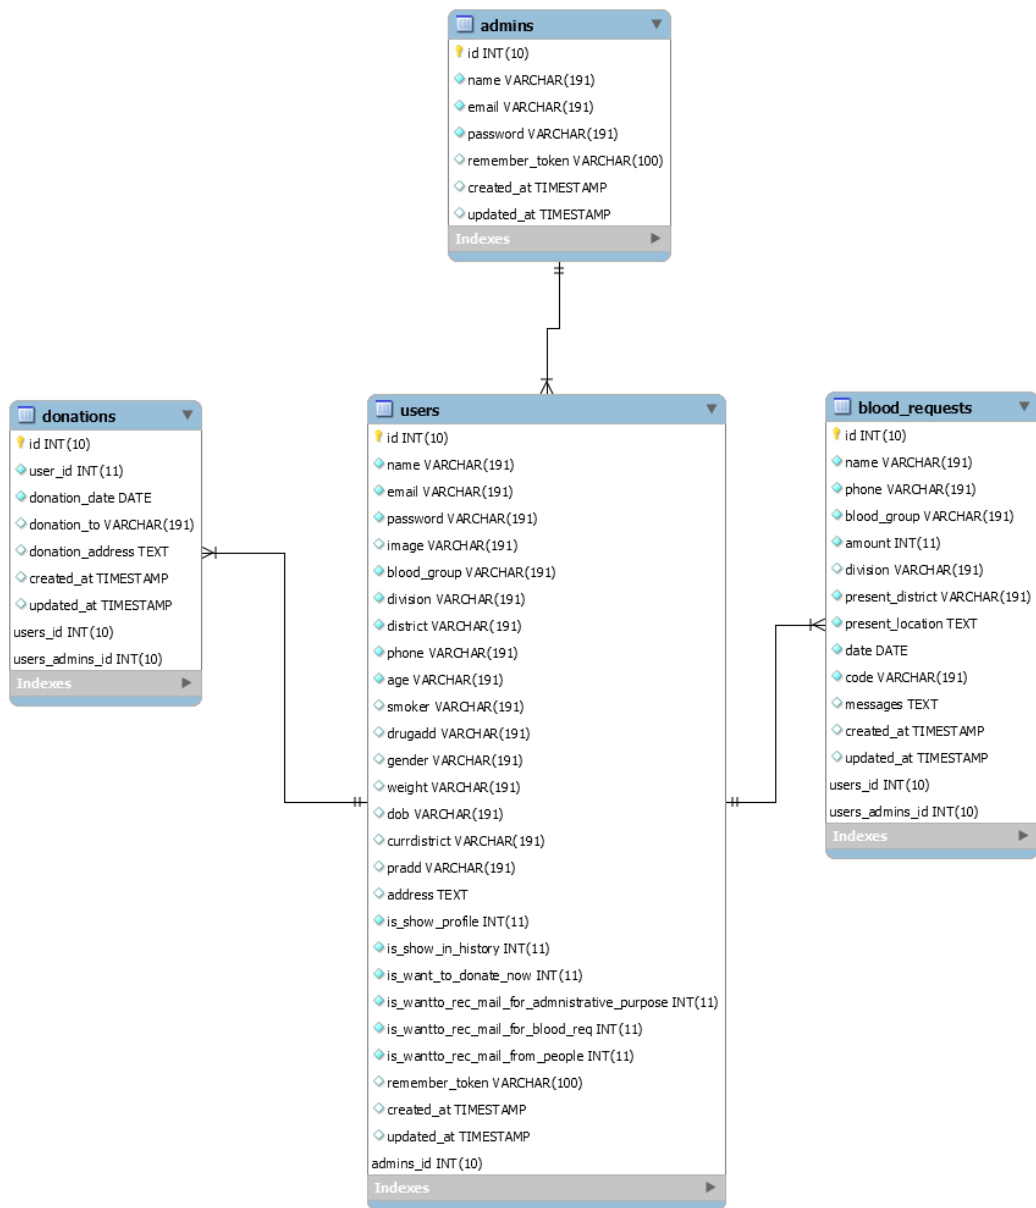 admins
id INT(10)
name VARCHAR(191)
email VARCHAR(191)
password VARCHAR(191)
remember_token VARCHAR(100)
created_at TIMESTAMP
updated_at TIMESTAMP
Indexes
donations
id INT(10)
user_id INT(11)
donation_date DATE
donation_to VARCHAR(191)
donation_address TEXT
created_at TIMESTAMP
updated_at TIMESTAMP
users_id INT(10)
users_admins_id INT(10)
Indexes
users
id INT(10)
name VARCHAR(191)
email VARCHAR(191)
password VARCHAR(191)
image VARCHAR(191)
blood_group VARCHAR(191)
division VARCHAR(191)
district VARCHAR(191)
phone VARCHAR(191)
age VARCHAR(191)
smoker VARCHAR(191)
drugadd VARCHAR(191)
gender VARCHAR(191)
weight VARCHAR(191)
dob VARCHAR(191)
currdistrict VARCHAR(191)
pradd VARCHAR(191)
address TEXT
is_show_profile INT(11)
is_show_in_history INT(11)
is_want_to_donate_now INT(11)
is_wantto_rec_mail_for_admnistrative_purpose INT(11)
is_wantto_rec_mail_for_blood_req INT(11)
is_wantto_rec_mail_from_people INT(11)
remember_token VARCHAR(100)
created_at TIMESTAMP
updated_at TIMESTAMP
admins_id INT(10)
Indexes
blood_requests
id INT(10)
name VARCHAR(191)
phone VARCHAR(191)
blood_group VARCHAR(191)
amount INT(11)
division VARCHAR(191)
present_district VARCHAR(191)
present_location TEXT
date DATE
code VARCHAR(191)
messages TEXT
created_at TIMESTAMP
updated_at TIMESTAMP
users_id INT(10)
users_admins_id INT(10)
Indexes